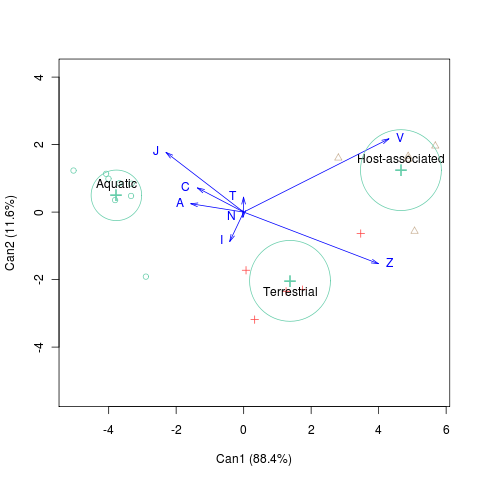 4
2
0
-2
-4
Can2 (11.6%)
J
V
Host-associated
Aquatic
C
T
A
N
I
Z
Terrestrial
-4
-2
0
2
4
6
Can1 (88.4%)